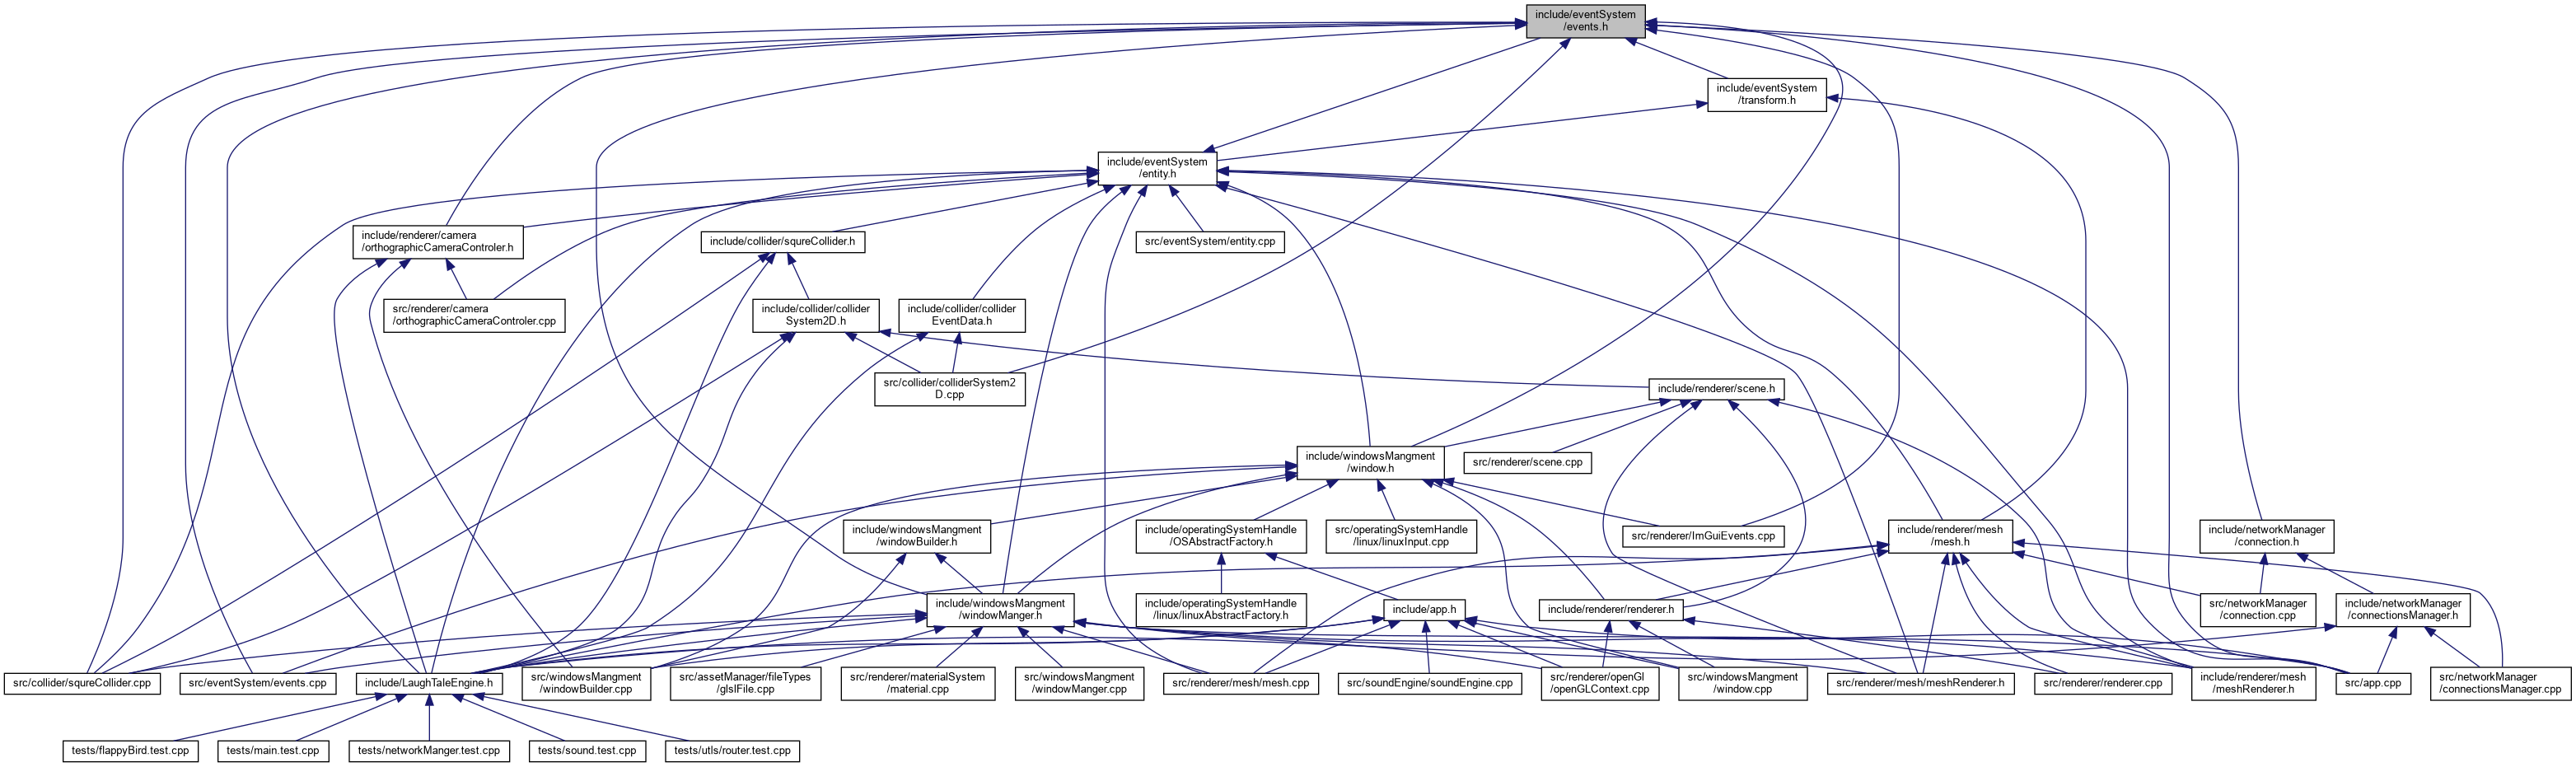 include/eventSystem
/events.h
include/eventSystem
/transform.h
include/eventSystem
/entity.h
include/renderer/camera
/orthographicCameraControler.h
include/collider/squreCollider.h
src/eventSystem/entity.cpp
src/renderer/camera
/orthographicCameraControler.cpp
include/collider/collider
System2D.h
include/collider/collider
EventData.h
src/collider/colliderSystem2
D.cpp
include/renderer/scene.h
include/windowsMangment
/window.h
src/renderer/scene.cpp
include/windowsMangment
/windowBuilder.h
include/operatingSystemHandle
/OSAbstractFactory.h
src/operatingSystemHandle
/linux/linuxInput.cpp
src/renderer/ImGuiEvents.cpp
include/renderer/mesh
/mesh.h
include/networkManager
/connection.h
include/windowsMangment
/windowManger.h
include/operatingSystemHandle
/linux/linuxAbstractFactory.h
include/app.h
include/renderer/renderer.h
src/networkManager
/connection.cpp
include/networkManager
/connectionsManager.h
src/collider/squreCollider.cpp
src/eventSystem/events.cpp
include/LaughTaleEngine.h
src/windowsMangment
/windowBuilder.cpp
src/assetManager/fileTypes
/glslFile.cpp
src/renderer/materialSystem
/material.cpp
src/windowsMangment
/windowManger.cpp
src/renderer/mesh/mesh.cpp
src/soundEngine/soundEngine.cpp
src/renderer/openGl
/openGLContext.cpp
src/windowsMangment
/window.cpp
src/renderer/mesh/meshRenderer.h
src/renderer/renderer.cpp
include/renderer/mesh
/meshRenderer.h
src/app.cpp
src/networkManager
/connectionsManager.cpp
tests/flappyBird.test.cpp
tests/main.test.cpp
tests/networkManger.test.cpp
tests/sound.test.cpp
tests/utls/router.test.cpp